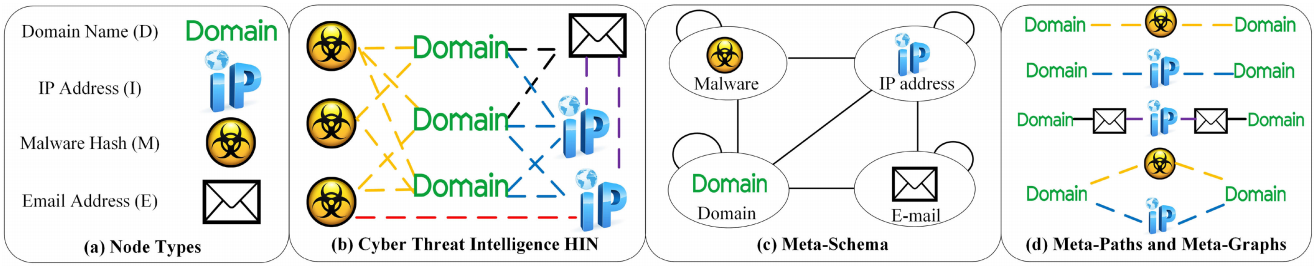 Domain Name (D) Domain
IP Address (I) iP
Malware Hash (M)
Email Address (E)
(a) Node Types
Domain
Domain
iP
Domain
iP
(b) Cyber Threat Intelligence HIN
Malware
iP
IP address
Domain
Domain
E-mail
(c) Meta-Schema
Domain Domain
Domain iP Domain
Domain iP Domain
Domain Domain
iP
(d) Meta-Paths and Meta-Graphs